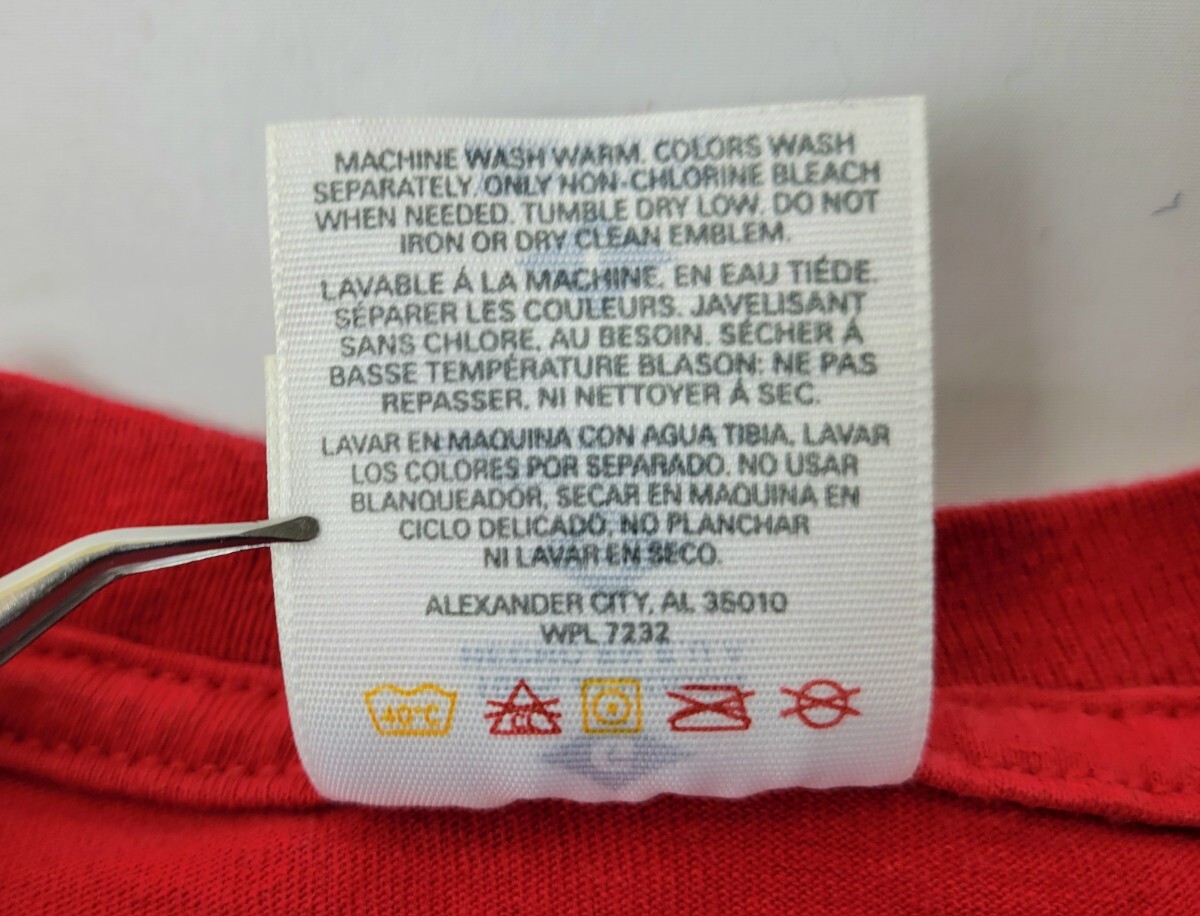 MACHINE WASH WARM. COLORS WASH
SEPARATELY. ONLY NON-CHLORINE BLEACH
WHEN NEEDED. TUMBLE DRY LOW. DO NOT
IRON OR DRY CLEAN EMBLEM.
LAVABLE Á LA MACHINE. EN EAU TIÉDE.
SÉPARER LES COULEURS. JAVELISANT
SANS CHLORE, AU BESOIN. SÉCHER Á
BASSE TEMPÉRATURE BLASON: NE PAS
REPASSER, NI NETTOYER Á SEC.
LAVAR EN MAQUINA CON AGUA TIBIA. LAVAR
LOS COLORES POR SEPARADO. NO USAR
BLANQUEADOR, SECAR EN MAQUINA EN
CICLO DELICADO, NO PLANCHAR
NI LAVAR EN SECO.
ALEXANDER CITY, AL 35010
WPL 7232
40°C CL